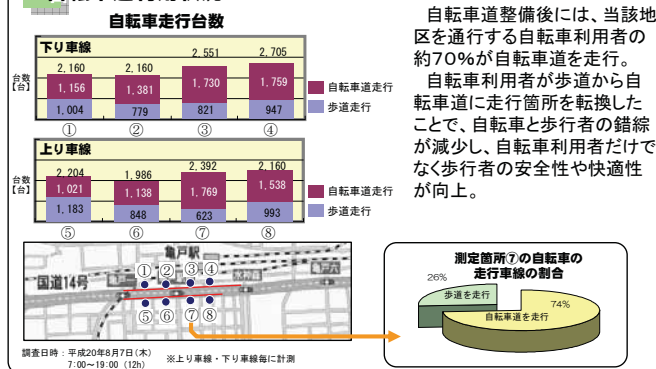 自転車走行台数
下り車線
台数
【台】
2,160
2,160
2,551
2,705
1,156
1,381
1,730
1,759
1,004
779
821
947
① ② ③ ④
自転車道走行
歩道走行
上り車線
台数
【台】
2,204
1,986
2,392
2,160
1,021
1,138
1,769
1,538
1,183
848
623
993
⑤ ⑥ ⑦ ⑧
自転車道走行
歩道走行
自転車道整備後には、当該地
区を通行する自転車利用者の
約70%が自転車道を走行。
自転車利用者が歩道から自
転車道に走行箇所を転換した
ことで、自転車と歩行者の錯綜
が減少し、自転車利用者だけで
なく歩行者の安全性や快適性
が向上。
亀戸駅
国道14号
① ② ③ ④
⑤ ⑥ ⑦ ⑧
測定箇所⑦の自転車の
走行車線の割合
26%
歩道を走行
74%
自転車道を走行
調査日時:平成20年8月7日(木)
7:00~19:00 (12h)
※上り車線・下り車線毎に計測